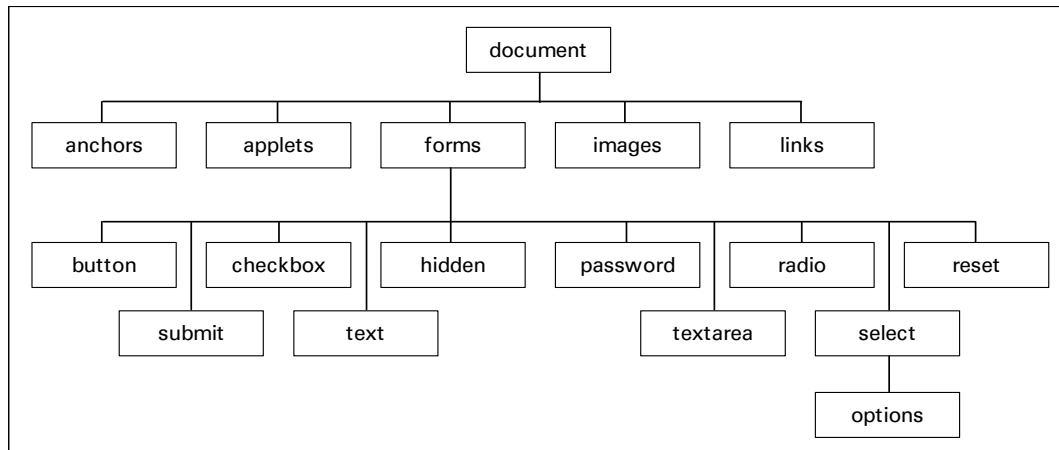 document
anchors applets forms images links
button checkbox hidden password radio reset
submit text textarea select
options